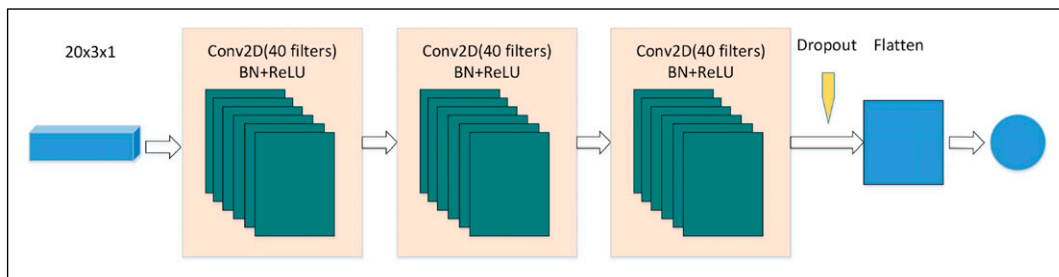 20x3x1
Conv2D(40 filters)
BN+ReLU
Conv2D(40 filters)
BN+ReLU
Conv2D(40 filters)
BN+ReLU
Dropout
Flatten